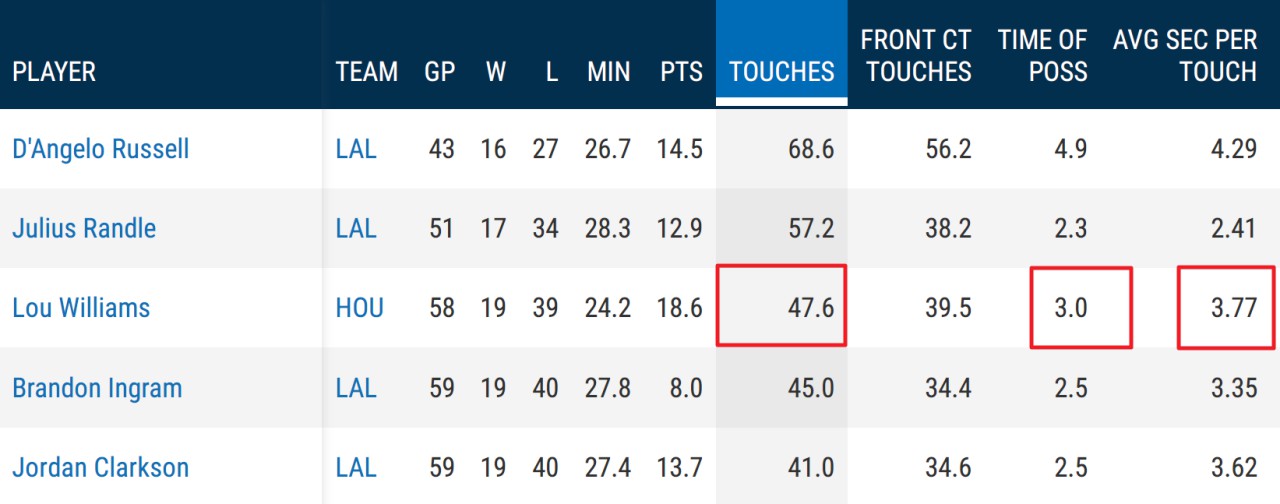 PLAYER TEAM GP W L MIN PTS TOUCHES FRONT CT TOUCHES TIME OF POSS AVG SEC PER TOUCH
D'Angelo Russell LAL 43 16 27 26.7 14.5 68.6 56.2 4.9 4.29
Julius Randle LAL 51 17 34 28.3 12.9 57.2 38.2 2.3 2.41
Lou Williams HOU 58 19 39 24.2 18.6 47.6 39.5 3.0 3.77
Brandon Ingram LAL 59 19 40 27.8 8.0 45.0 34.4 2.5 3.35
Jordan Clarkson LAL 59 19 40 27.4 13.7 41.0 34.6 2.5 3.62